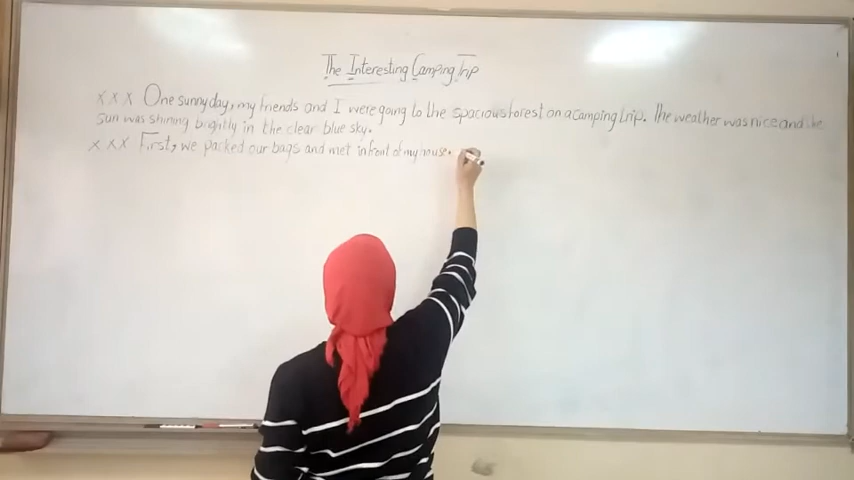 The Interesting Camping Trip
x x x One sunny day, my friends and I were going to the spacious forest on a camping trip. The weather was nice and the
sun was shining brightly in the clear blue sky.
x x x First, we packed our bags and met in front of my house.